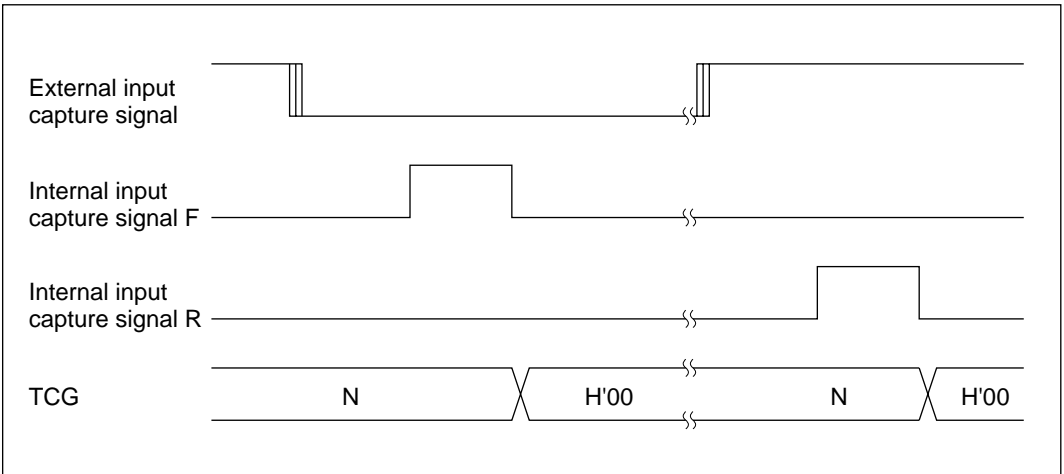 External input
capture signal
Internal input
capture signal F
Internal input
capture signal R
TCG
N
H'00
N
H'00